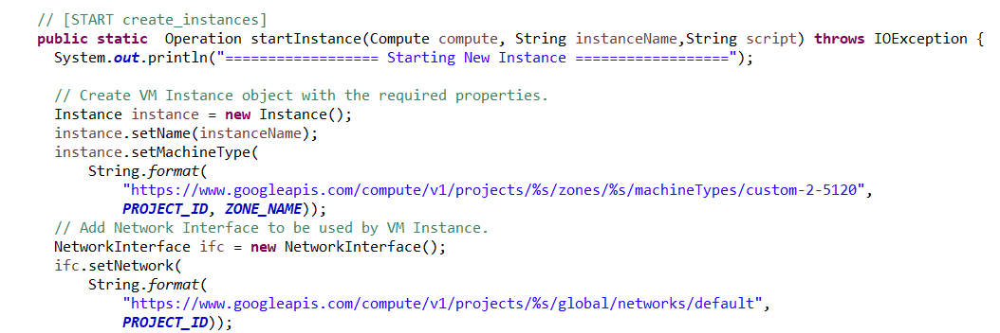 // [START create_instances]
public static  Operation startInstance(Compute compute, String instanceName,String script) throws IOException {
System.out.println("================== Starting New Instance ==================");
// Create VM Instance object with the required properties.
Instance instance = new Instance();
instance.setName(instanceName);
instance.setMachineType(
String.format(
"https://www.googleapis.com/compute/v1/projects/%s/zones/%s/machineTypes/custom-2-5120",
PROJECT_ID, ZONE_NAME));
// Add Network Interface to be used by VM Instance.
NetworkInterface ifc = new NetworkInterface();
ifc.setNetwork(
String.format(
"https://www.googleapis.com/compute/v1/projects/%s/global/networks/default",
PROJECT_ID));